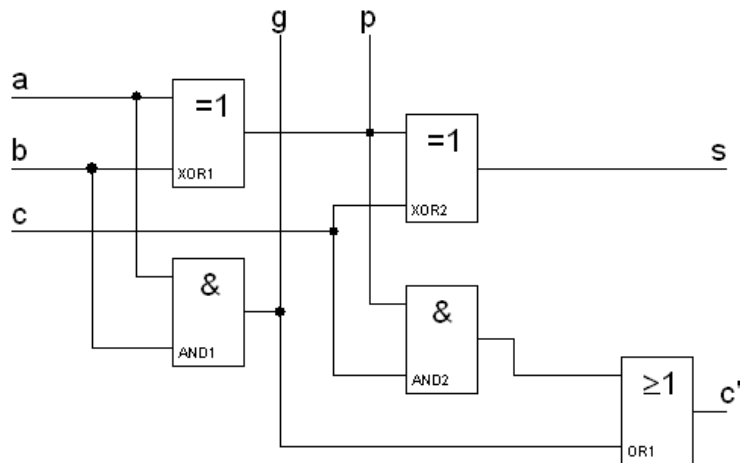 g p
a
=1
XOR1
=1
XOR2
b
s
c
&
AND1
&
AND2
≥1
OR1
c'